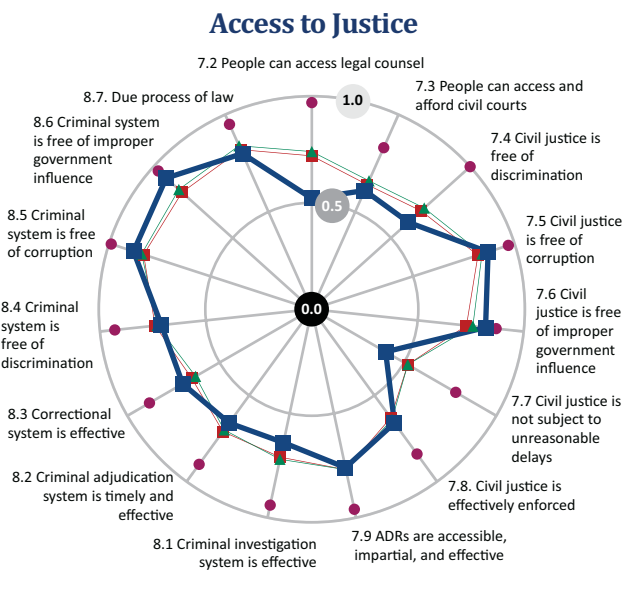 Access to Justice
7.2 People can access legal counsel
1.0
7.3 People can access and
afford civil courts
7.4 Civil justice is
free of
discrimination
7.5 Civil justice
is free of
corruption
7.6 Civil
justice is free
of improper
government
influence
7.7 Civil justice is
not subject to
unreasonable
delays
7.8. Civil justice is
effectively enforced
7.9 ADRs are accessible,
impartial, and effective
8.1 Criminal investigation
system is effective
8.2 Criminal adjudication
system is timely and
effective
8.3 Correctional
system is effective
8.4 Criminal
system is
free of
discrimination
8.5 Criminal
system is free
of corruption
8.6 Criminal system
is free of improper
government
influence
8.7. Due process of law
0.5
0.0